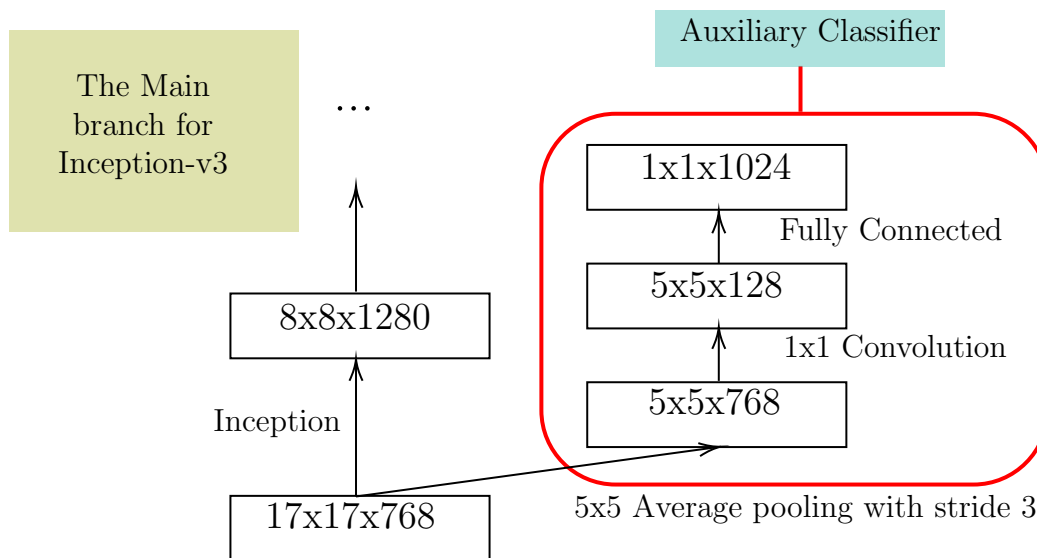 Auxiliary Classifier
The Main
branch for
Inception-v3
...
1x1x1024
Fully Connected
5x5x128
8x8x1280
1x1 Convolution
5x5x768
Inception
17x17x768
5x5 Average pooling with stride 3